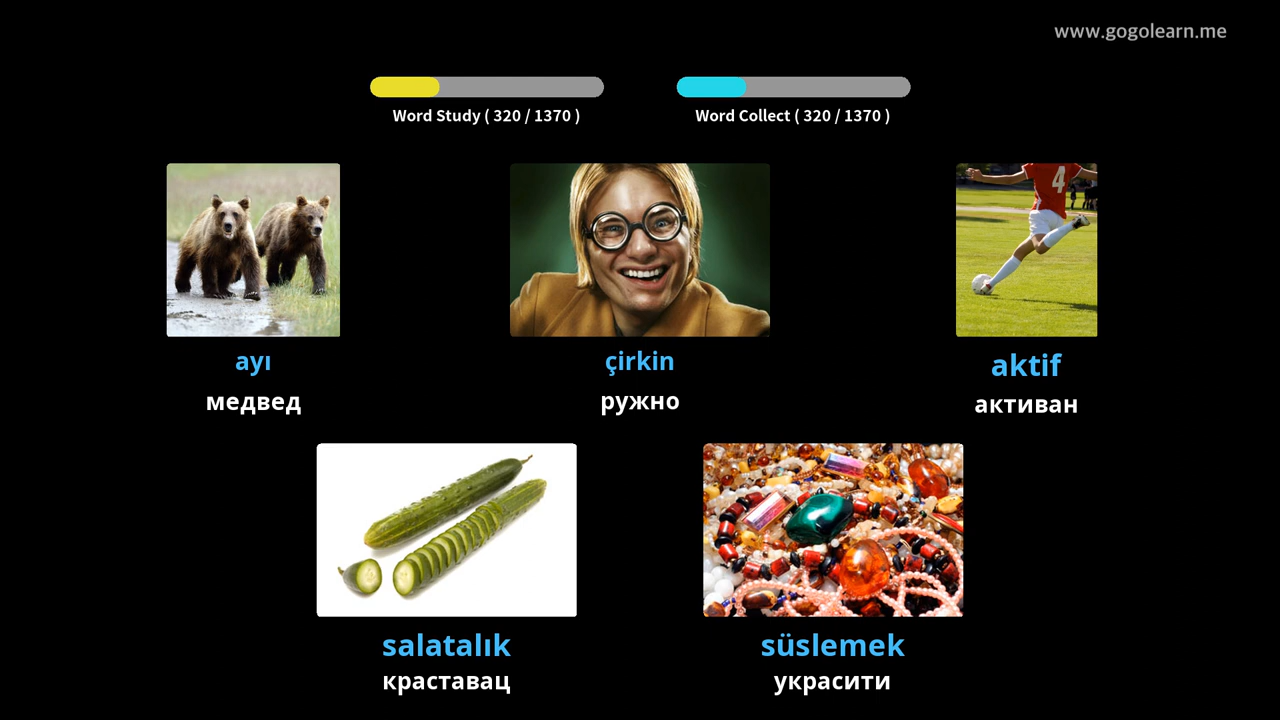 www.gogolearn.me
Word Study ( 320 / 1370 )
Word Collect ( 320 / 1370 )
4
ayı
медвед
çirkin
ружно
aktif
активан
salatalık
краставац
süslemek
украсити